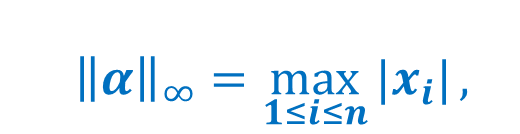 ‖α‖∞ = max |xᵢ| ,
1≤i≤n